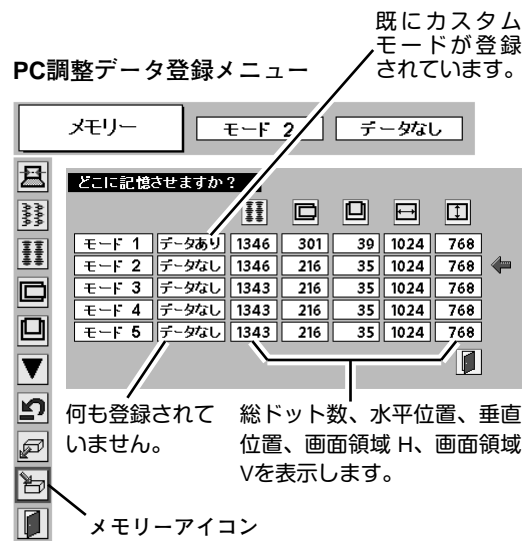 既にカスタム
モードが登録
されています。
PC調整データ登録メニュー
メモリー モード 2 データなし
どこに記憶させますか?
モード 1 データあり 1346 301 39 1024 768
モード 2 データなし 1346 216 35 1024 768
モード 3 データなし 1343 216 35 1024 768
モード 4 データなし 1343 216 35 1024 768
モード 5 データなし 1343 216 35 1024 768
何も登録されて
いません。
総ドット数、水平位置、垂直
位置、画面領域 H、画面領域
Vを表示します。
メモリーアイコン